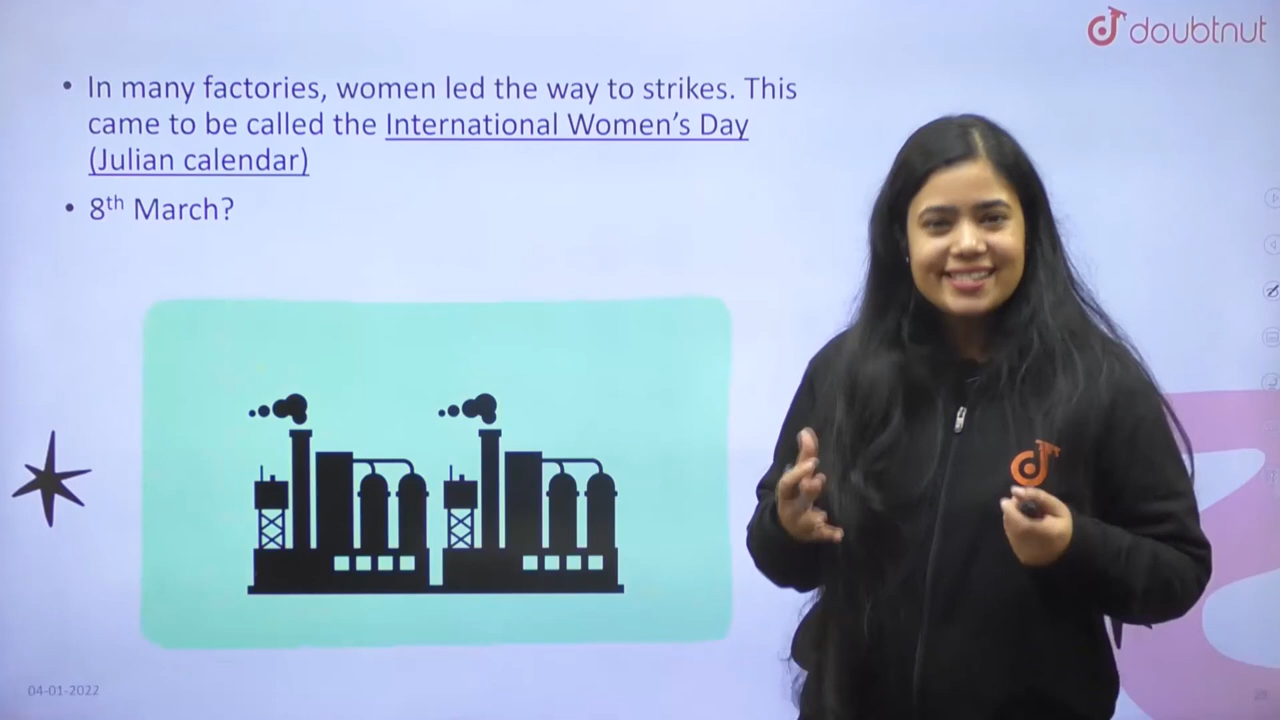 doubtnut
• In many factories, women led the way to strikes. This
came to be called the International Women's Day
(Julian calendar)
• 8th March?
04-01-2022